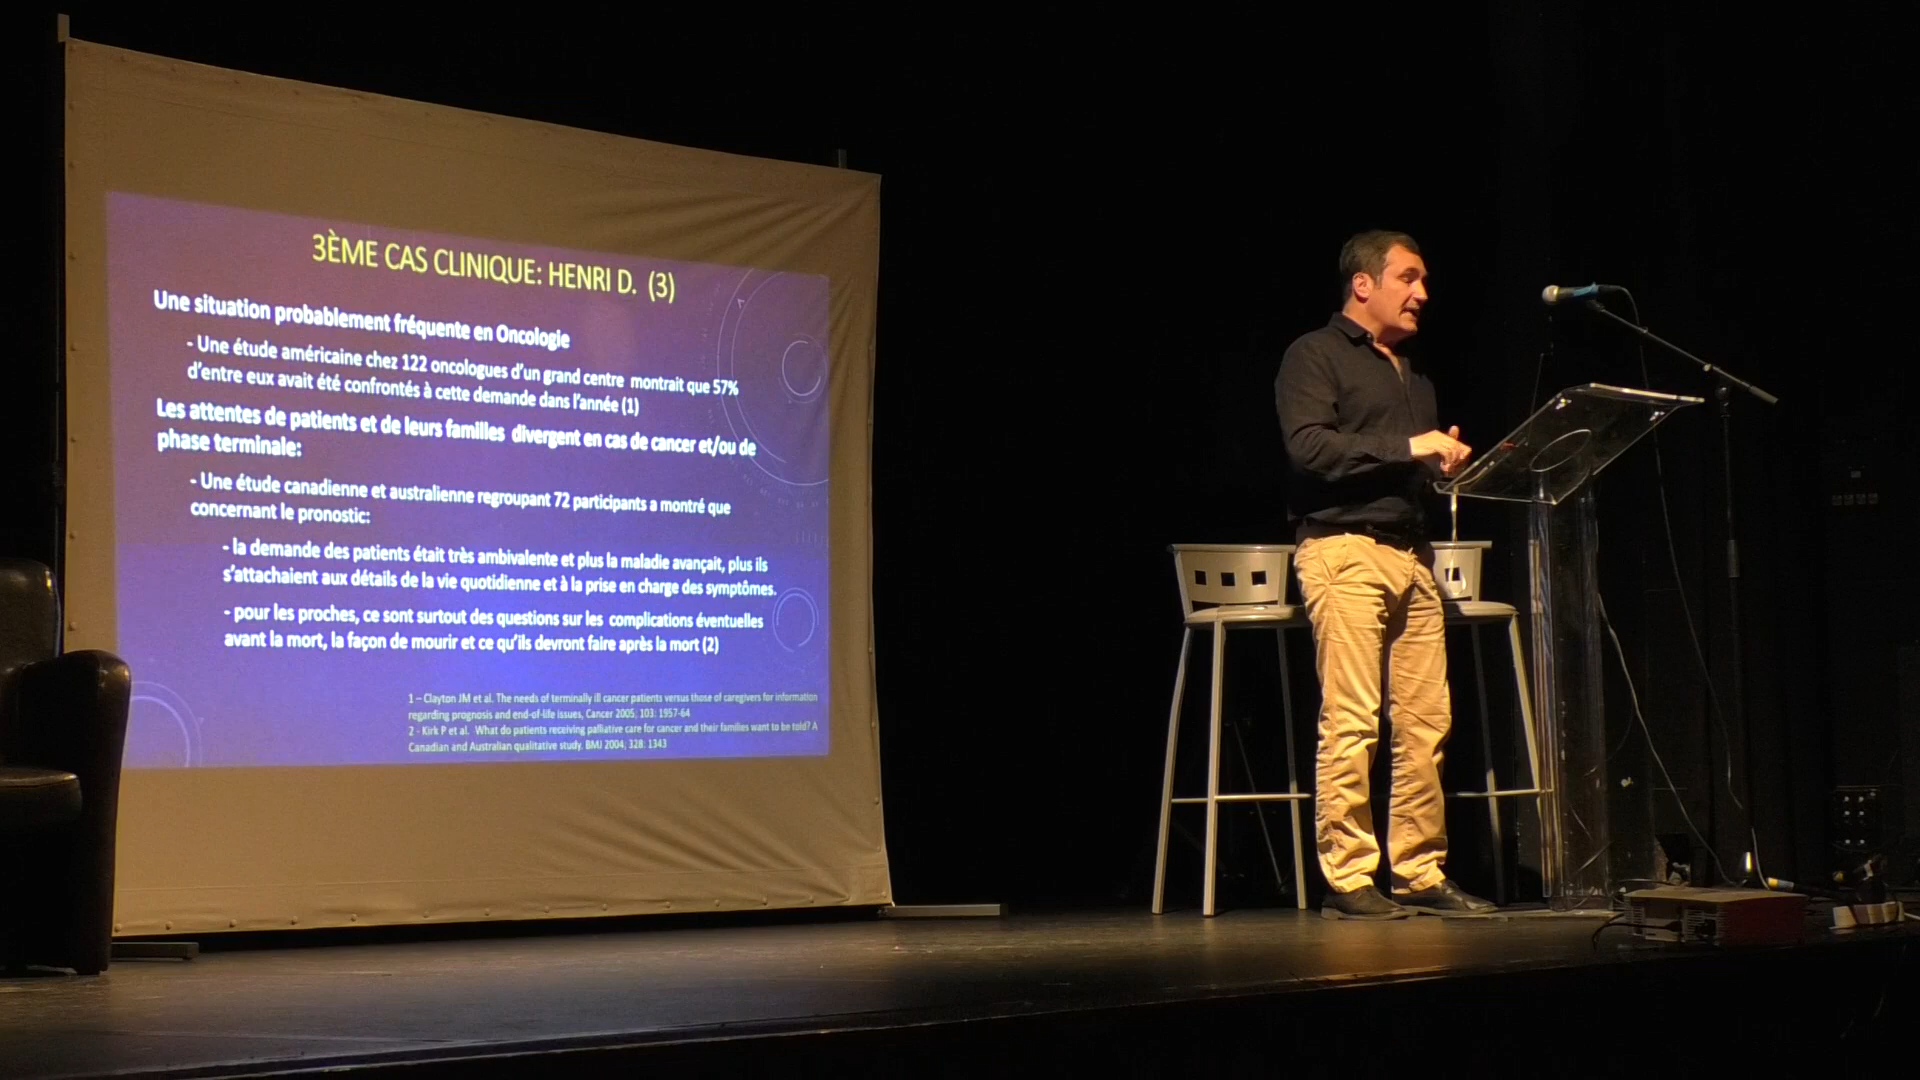 3ÈME CAS CLINIQUE: HENRI D. (3)
Une situation probablement fréquente en Oncologie
- Une étude américaine chez 122 oncologues d'un grand centre montrait que 57%
d'entre eux avait été confrontés à cette demande dans l'année (1)
Les attentes de patients et de leurs familles divergent en cas de cancer et/ou de
phase terminale:
- Une étude canadienne et australienne regroupant 72 participants a montré que
concernant le pronostic:
- la demande des patients était très ambivalente et plus la maladie avançait, plus ils
s'attachaient aux détails de la vie quotidienne et à la prise en charge des symptômes.
- pour les proches, ce sont surtout des questions sur les complications éventuelles
avant la mort, la façon de mourir et ce qu'ils devront faire après la mort (2)
1 – Clayton JM et al. The needs of terminally ill cancer patients versus those of caregivers for information
regarding prognosis and end-of-life issues, Cancer 2005; 103: 1957-64
2 - Kirk P et al. What do patients receiving palliative care for cancer and their families want to be told? A
Canadian and Australian qualitative study. BMJ 2004; 328: 1343